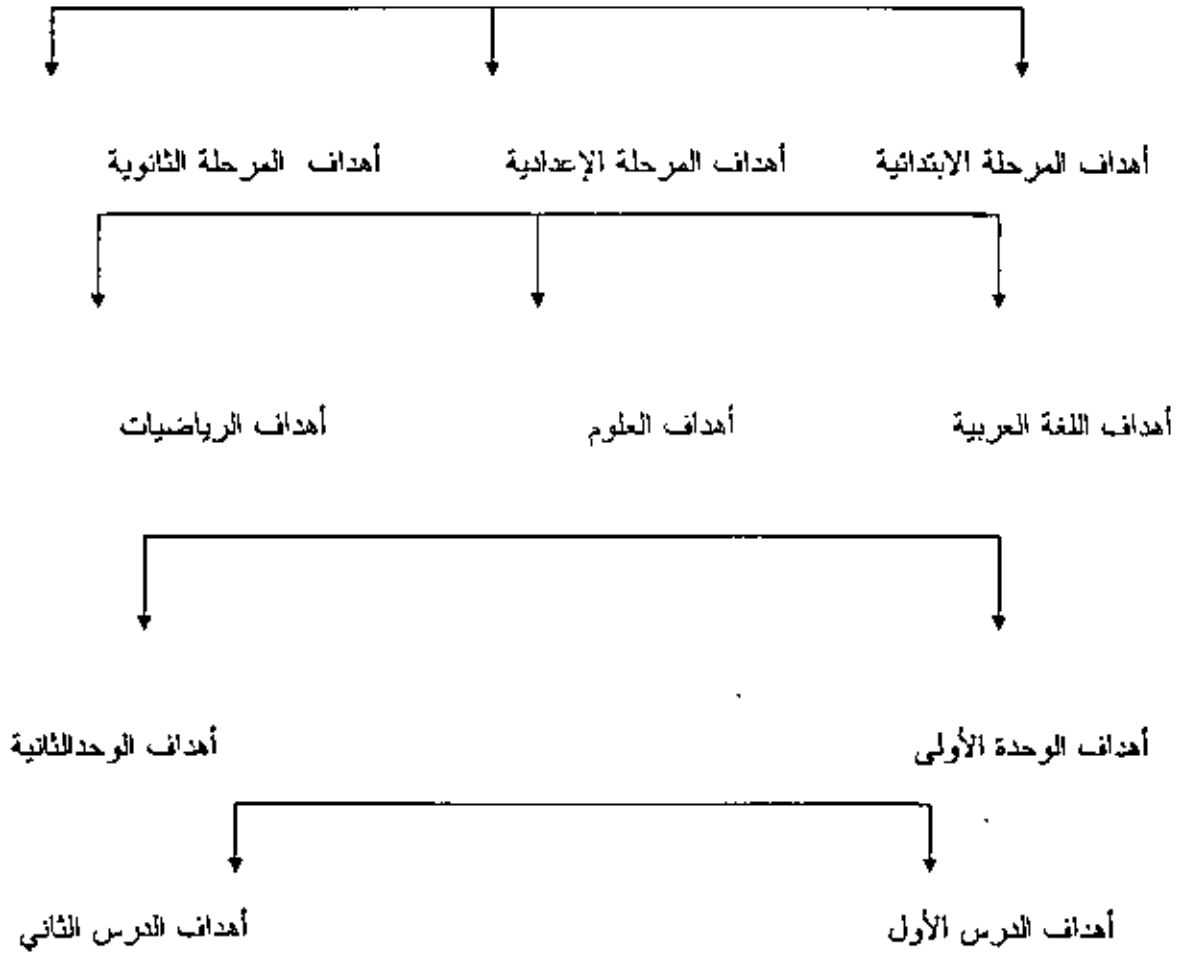 أهداف المرحلة الابتدائية أهداف المرحلة الإعدادية أهداف المرحلة الثانوية
أهداف اللغة العربية أهداف العلوم أهداف الرياضيات
أهداف الوحدة الأولى أهداف الوحدالثانية
أهداف الدرس الأول أهداف الدرس الثاني